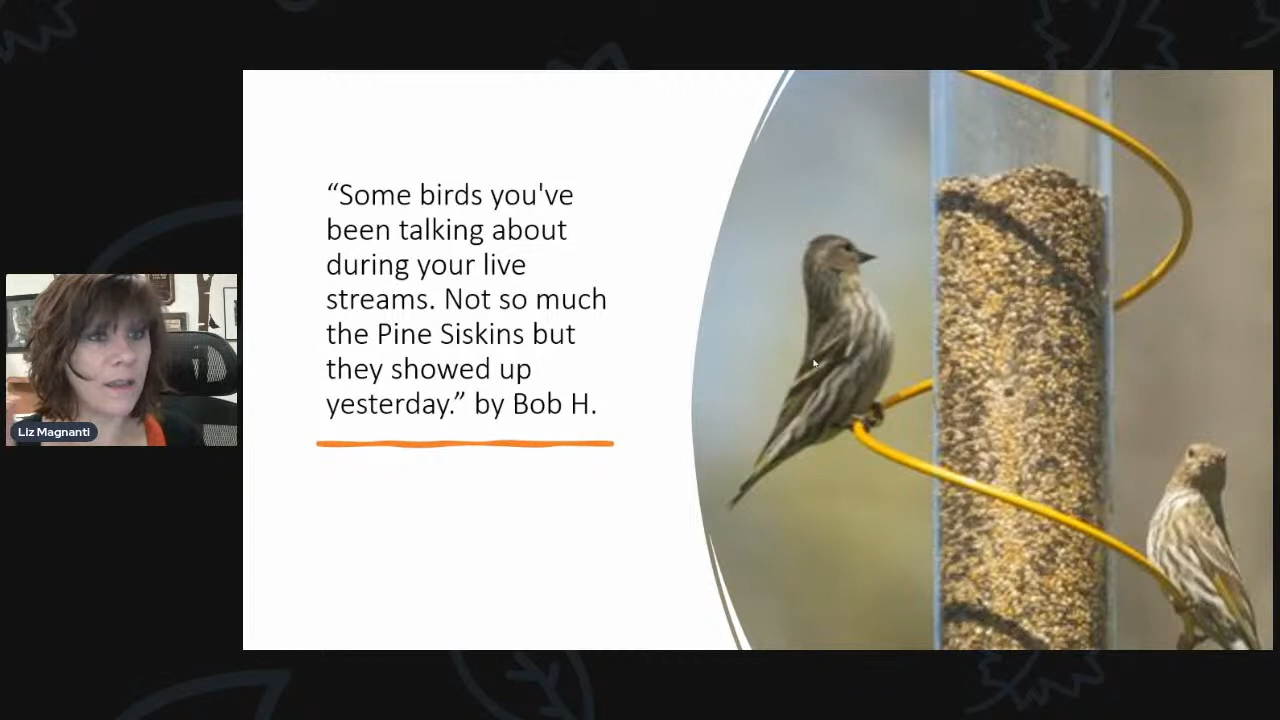 “Some birds you've
been talking about
during your live
streams. Not so much
the Pine Siskins but
they showed up
yesterday.” by Bob H.
Liz Magnanti